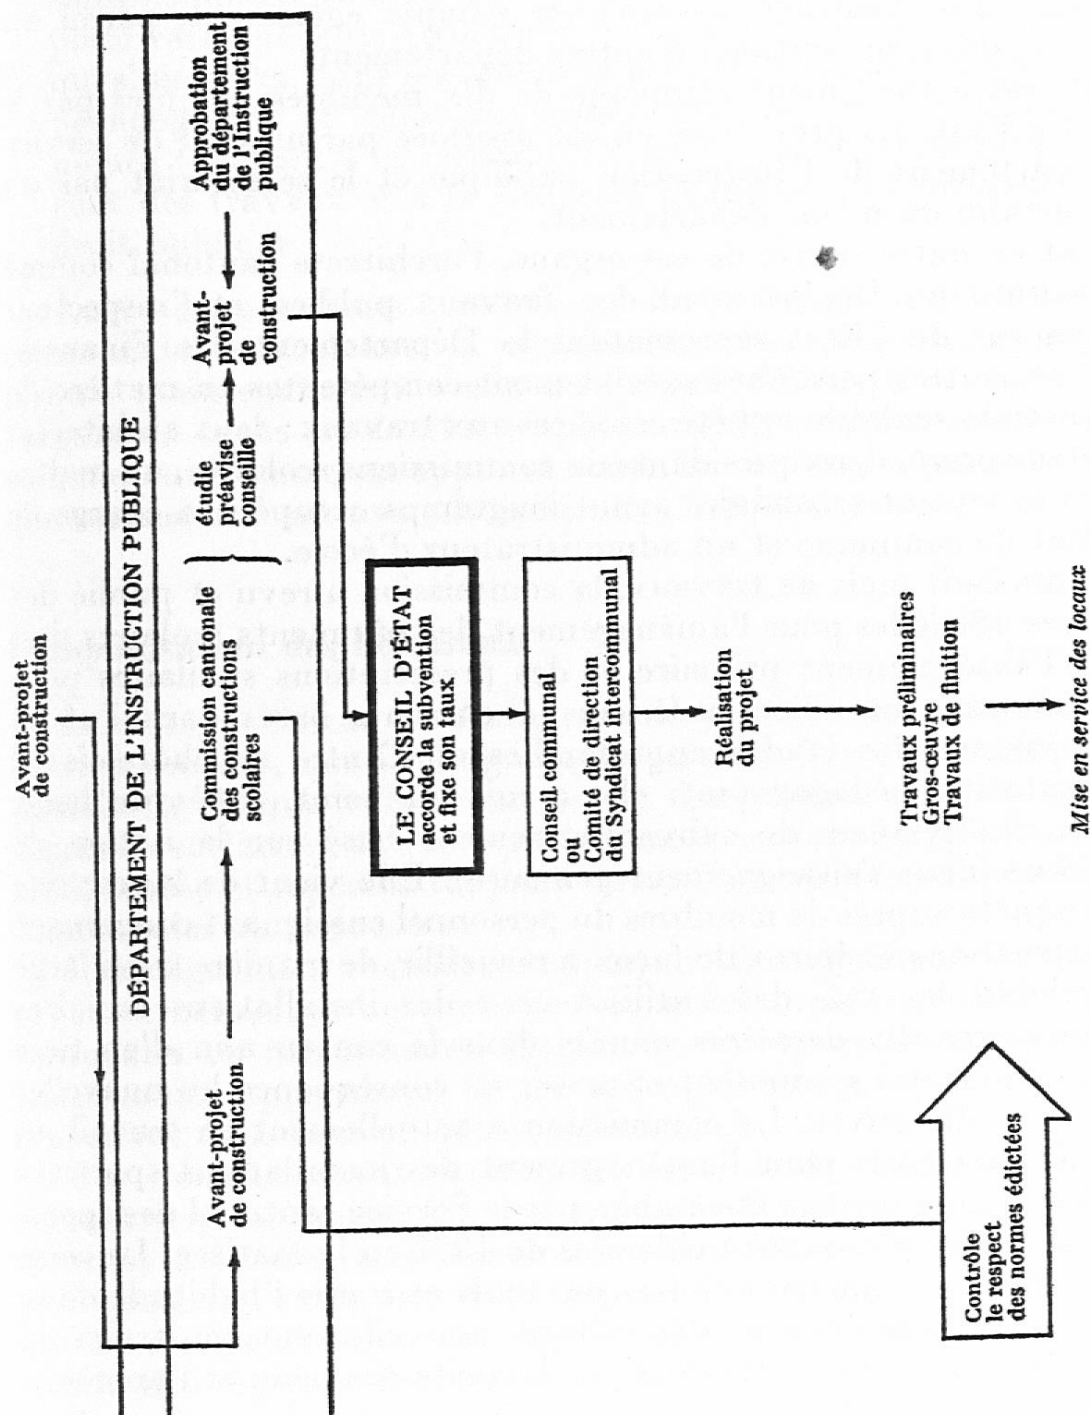 Avant-projet
de construction
DÉPARTEMENT DE L'INSTRUCTION PUBLIQUE
Avant-projet
de construction
Commission cantonale
des constructions
scolaires
étudie
préavise
conseille
Avant-
projet
de
construction
Approbation
du département
de l'Instruction
publique
LE CONSEIL D'ÉTAT
accorde la subvention
et fixe son taux
Conseil communal
ou
Comité de direction
du Syndicat intercommunal
Réalisation
du projet
Travaux préliminaires
Gros-œuvre
Travaux de finition
Mise en service des locaux
Contrôle
le respect
des normes édictées